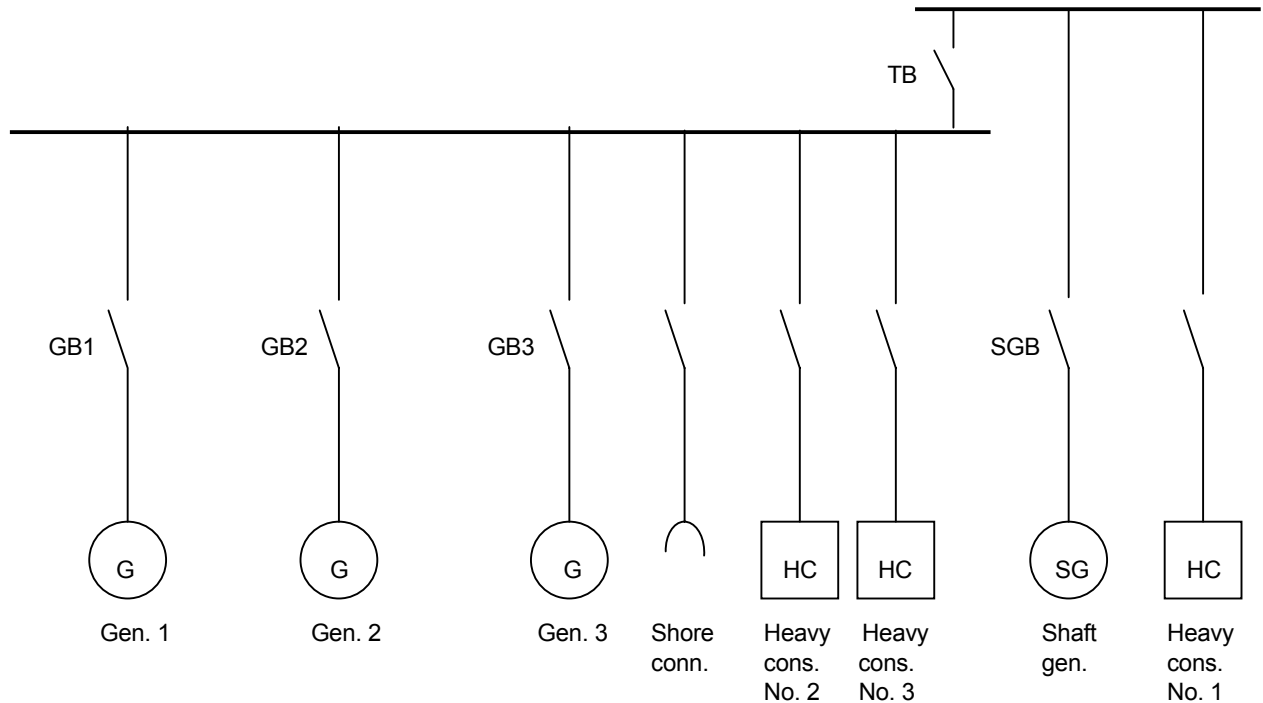 TB
GB1
GB2
GB3
SGB
G
G
G
HC
HC
SG
HC
Gen. 1
Gen. 2
Gen. 3
Shore
conn.
Heavy
cons.
No. 2
Heavy
cons.
No. 3
Shaft
gen.
Heavy
cons.
No. 1